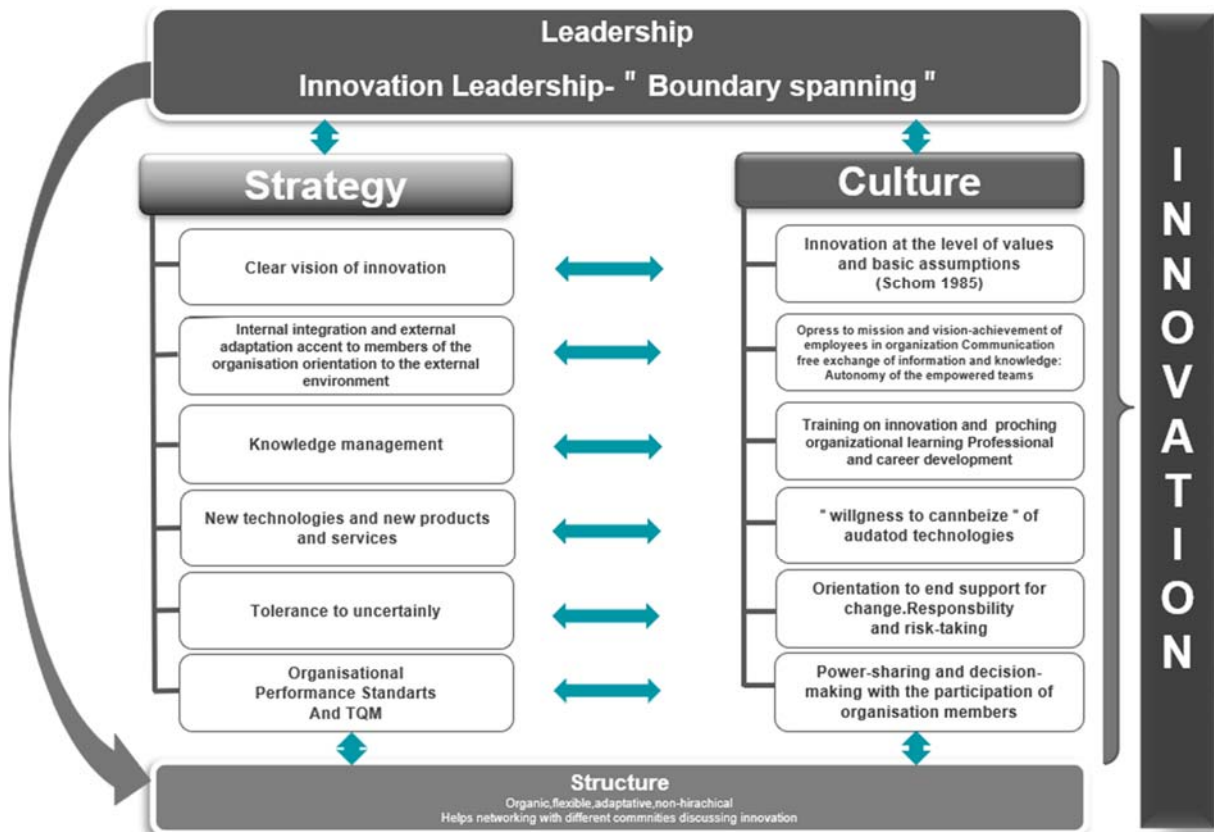 Leadership
Innovation Leadership- " Boundary spanning "
Strategy
Clear vision of innovation
Internal integration and external
adaptation accent to members of the
organisation orientation to the external
environment
Knowledge management
New technologies and new products
and services
Tolerance to uncertainly
Organisational
Performance Standarts
And TQM
Culture
Innovation at the level of values
and basic assumptions
(Schom 1985)
Opress to mission and vision-achievement of
employees in organization Communication
free exchange of information and knowledge:
Autonomy of the empowered teams
Training on innovation and proching
organizational learning Professional
and career development
" willgness to cannbeize " of
audatod technologies
Orientation to end support for
change.Responsbility
and risk-taking
Power-sharing and decision-
making with the participation of
organisation members
Structure
Organic,flexible,adaptative,non-hirachical
Helps networking with different commnities discussing innovation
INNOVATION